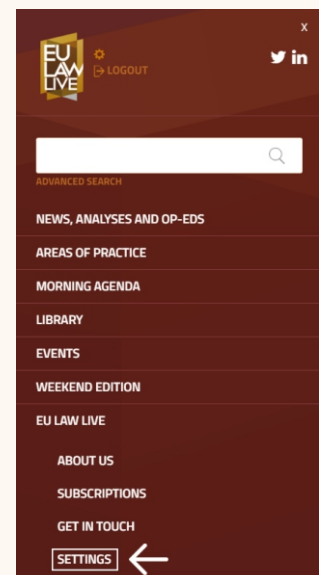 x
EU
LAW
LIVE
LOGOUT
in
ADVANCED SEARCH
NEWS, ANALYSES AND OP-EDS
AREAS OF PRACTICE
MORNING AGENDA
LIBRARY
EVENTS
WEEKEND EDITION
EU LAW LIVE
ABOUT US
SUBSCRIPTIONS
GET IN TOUCH
SETTINGS